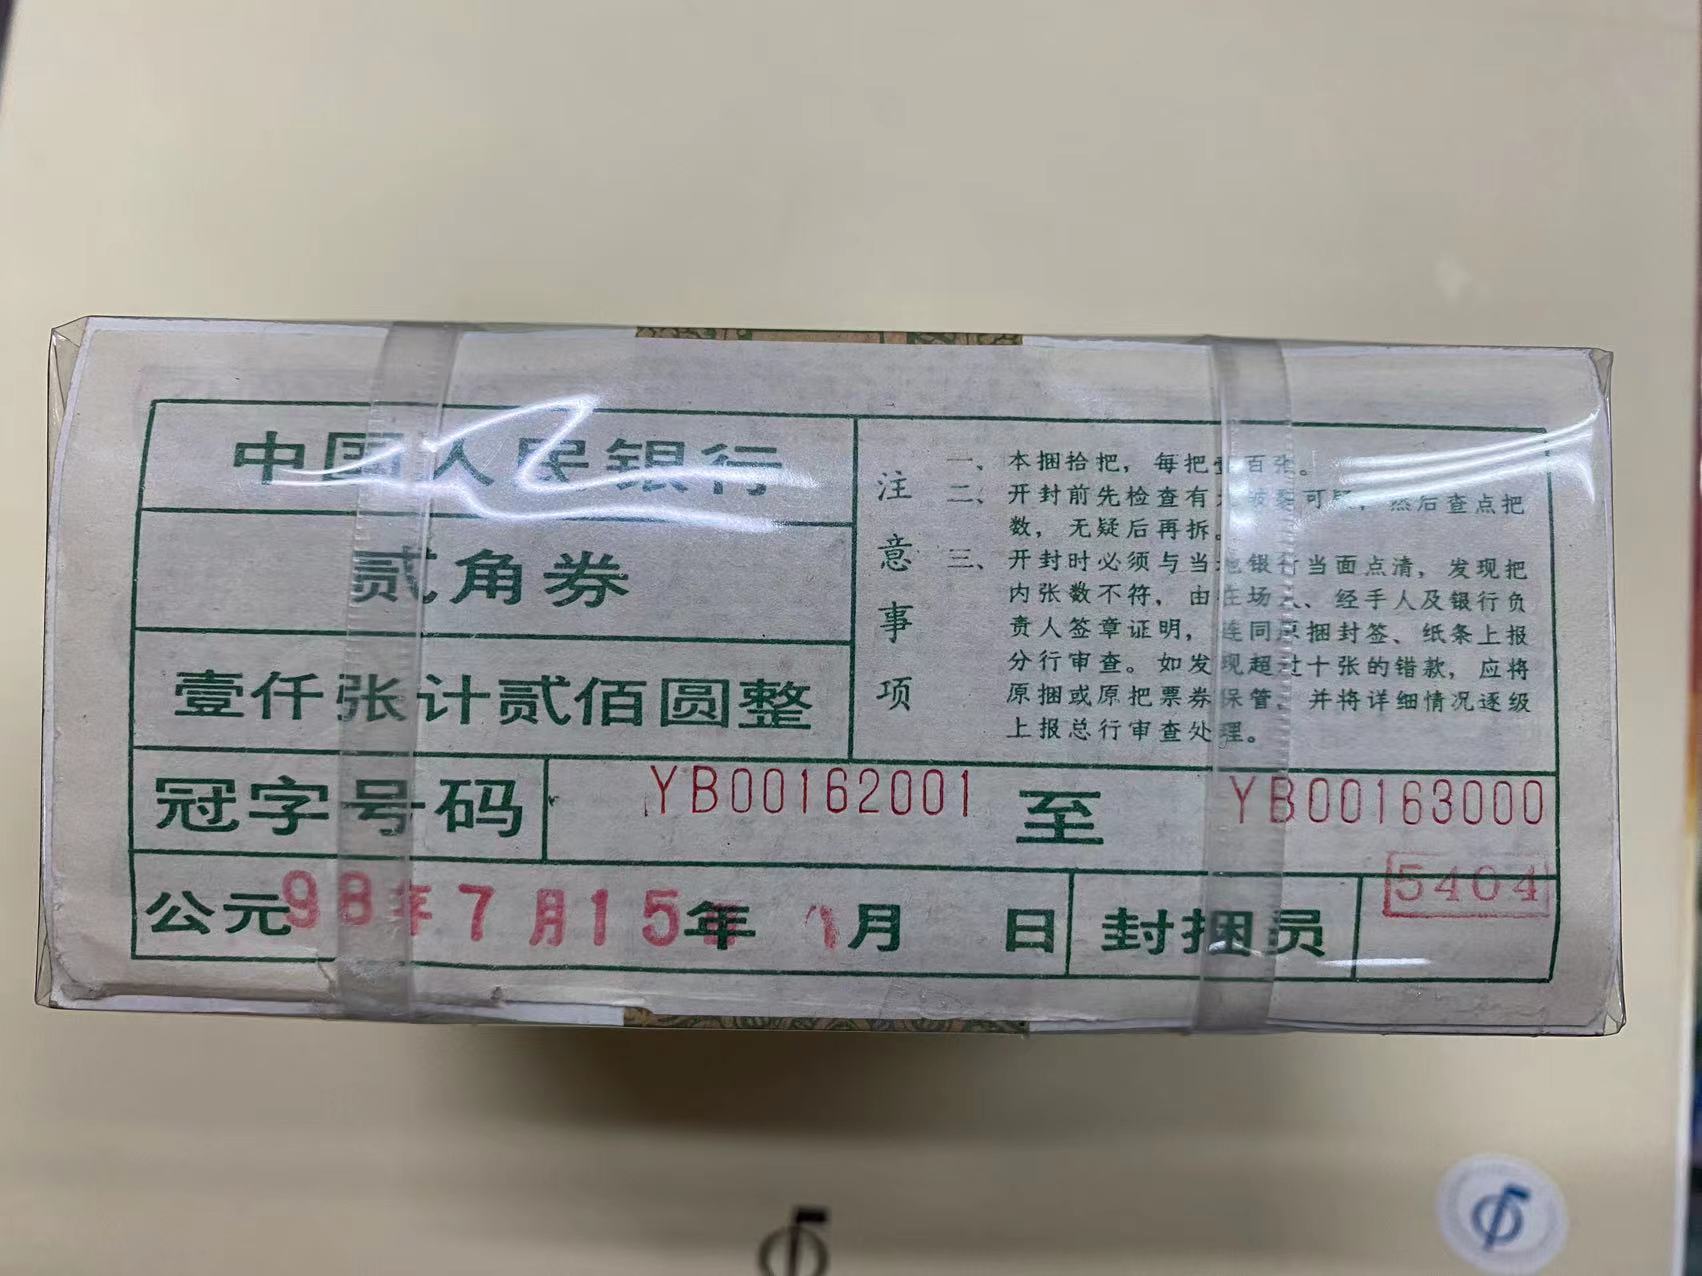 中国人民银行
贰角券
壹仟张计贰佰圆整
注意事项
一、本捆拾把，每把壹百张。
二、开封前先检查有 破裂可疑，然后查点把
数，无疑后再拆。
三、开封时必须与当地银行当面点清，发现把
内张数不符，由在场人、经手人及银行负
责人签章证明，连同原捆封签、纸条上报
分行审查。如发现超过十张的错款，应将
原捆或原把票券保管，并将详细情况逐级
上报总行审查处理。
冠字号码 YB00162001 至 YB00163000
公元 98年7月15 年 月 日 封捆员 5404